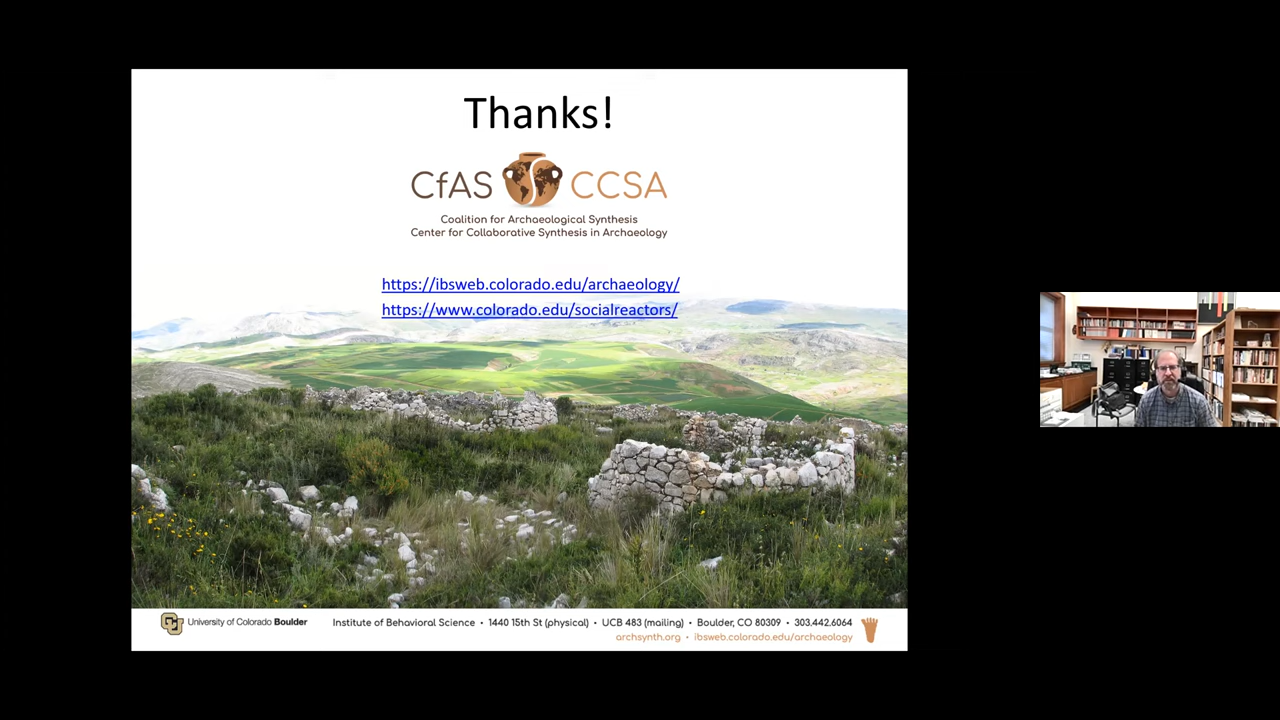 Thanks!
CfAS CCSA
Coalition for Archaeological Synthesis
Center for Collaborative Synthesis in Archaeology
https://ibsweb.colorado.edu/archaeology/
https://www.colorado.edu/socialreactors/
CU University of Colorado Boulder
Institute of Behavioral Science • 1440 15th St (physical) • UCB 483 (mailing) • Boulder, CO 80309 • 303.442.6064
archsynth.org • ibsweb.colorado.edu/archaeology